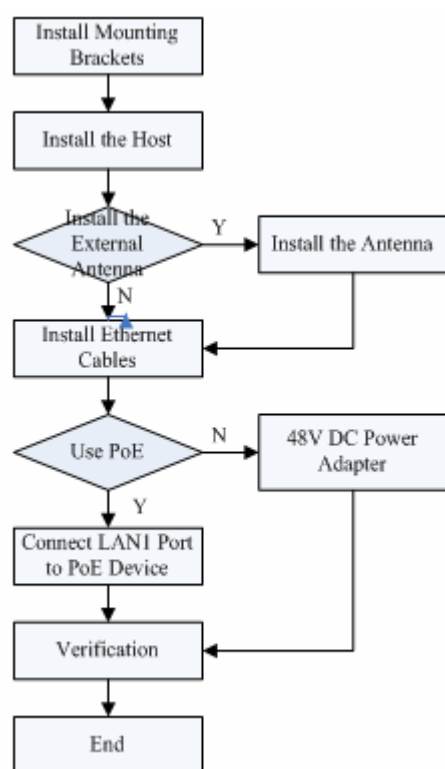 Install Mounting
Brackets
Install the Host
Install the
External
Antenna
Y
Install the Antenna
N
Install Ethernet
Cables
Use PoE
N
48V DC Power
Adapter
Y
Connect LAN1 Port
to PoE Device
Verification
End